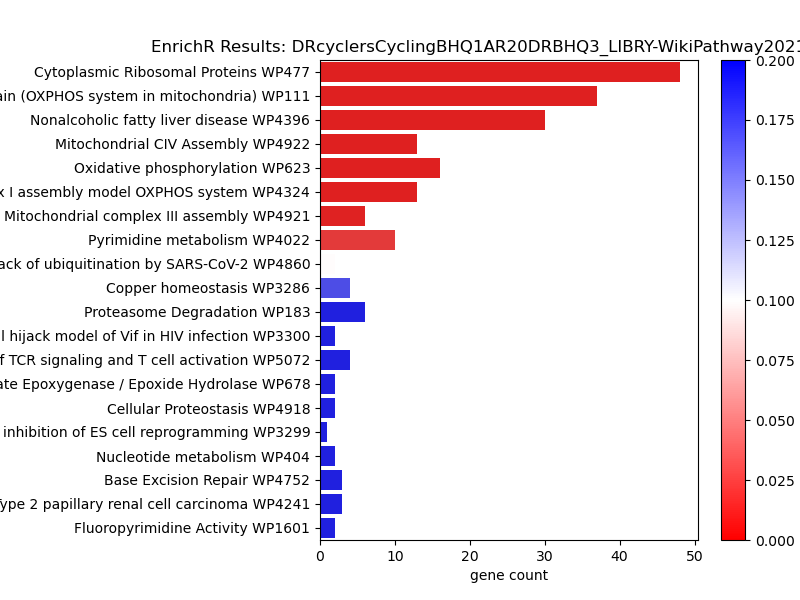 EnrichR Results: DRcyclersCyclingBHQ1AR20DRBHQ3_LIBRY-WikiPathway2021
Cytoplasmic Ribosomal Proteins WP477
(OXPHOS system in mitochondria) WP111
Nonalcoholic fatty liver disease WP4396
Mitochondrial CIV Assembly WP4922
Oxidative phosphorylation WP623
I assembly model OXPHOS system WP4324
Mitochondrial complex III assembly WP4921
Pyrimidine metabolism WP4022
of ubiquitination by SARS-CoV-2 WP4860
Copper homeostasis WP3286
Proteasome Degradation WP183
hijack model of Vif in HIV infection WP3300
TCR signaling and T cell activation WP5072
Epoxygenase / Epoxide Hydrolase WP678
Cellular Proteostasis WP4918
inhibition of ES cell reprogramming WP3299
Nucleotide metabolism WP404
Base Excision Repair WP4752
Type 2 papillary renal cell carcinoma WP4241
Fluoropyrimidine Activity WP1601
0 10 20 30 40 50
gene count
0.200
0.175
0.150
0.125
0.100
0.075
0.050
0.025
0.000